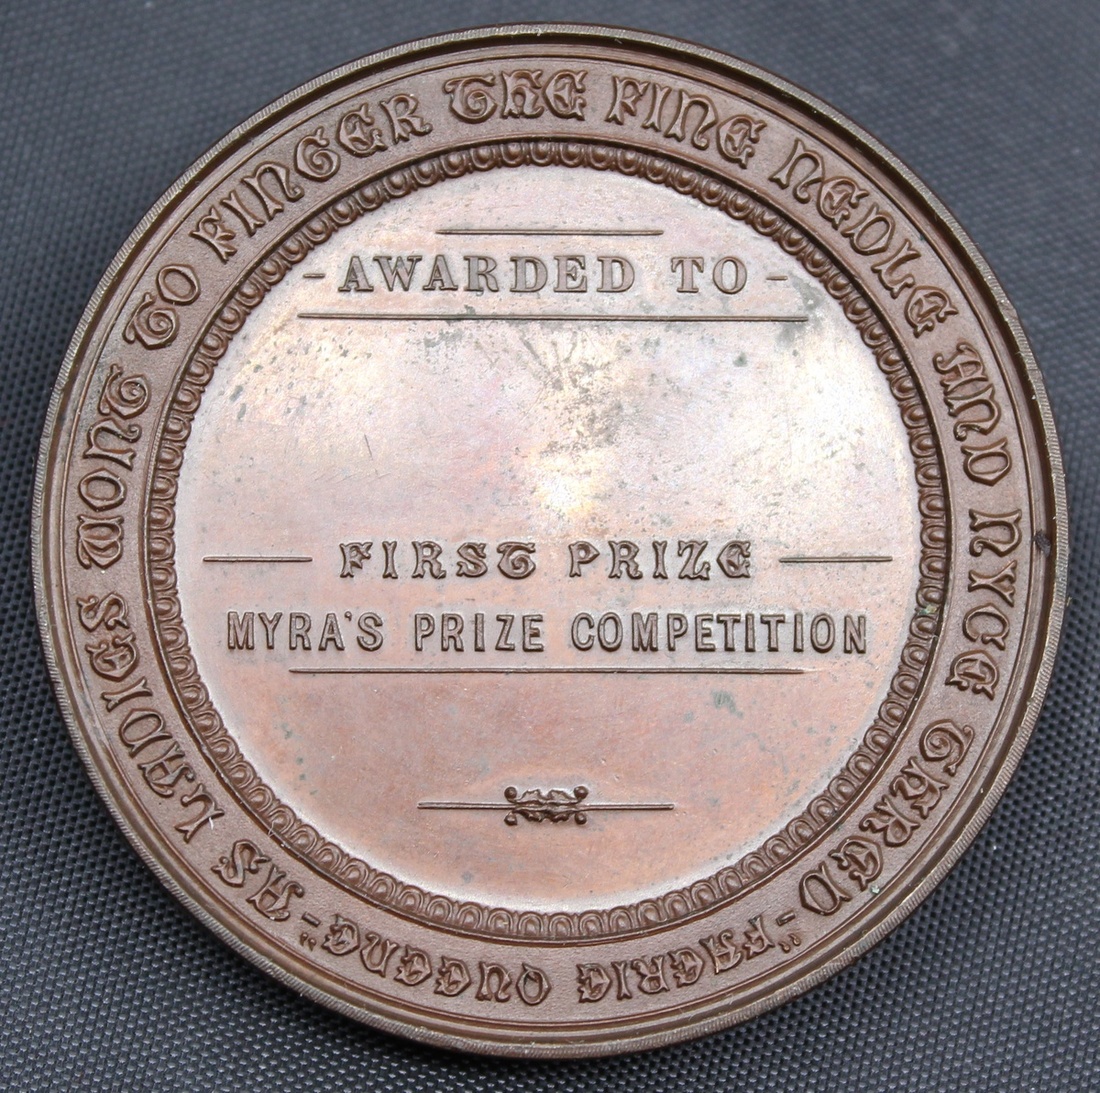 AS LADIES WONT TO FINGER THE FINE NEDLE AND NYCE THRED - "FAERIE QUEENE" -
- AWARDED TO -
FIRST PRIZE
MYRA'S PRIZE COMPETITION